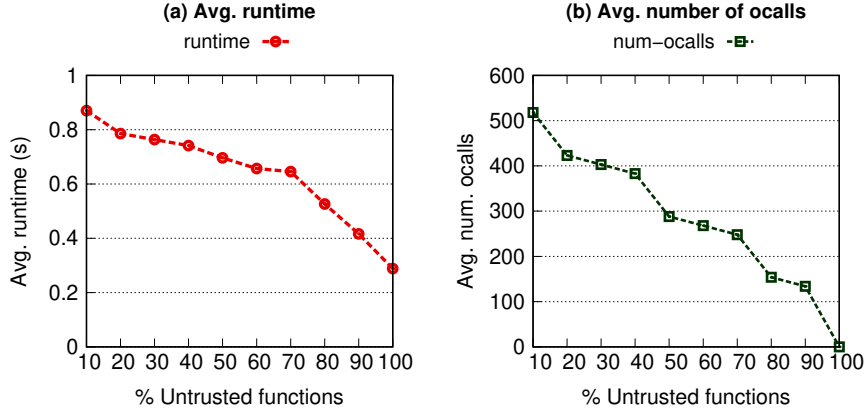 (a) Avg. runtime
runtime
1
0.8
0.6
0.4
0.2
0
Avg. runtime (s)
10 20 30 40 50 60 70 80 90 100
% Untrusted functions
(b) Avg. number of ocalls
num-ocalls
600
500
400
300
200
100
0
Avg. num. ocalls
10 20 30 40 50 60 70 80 90 100
% Untrusted functions